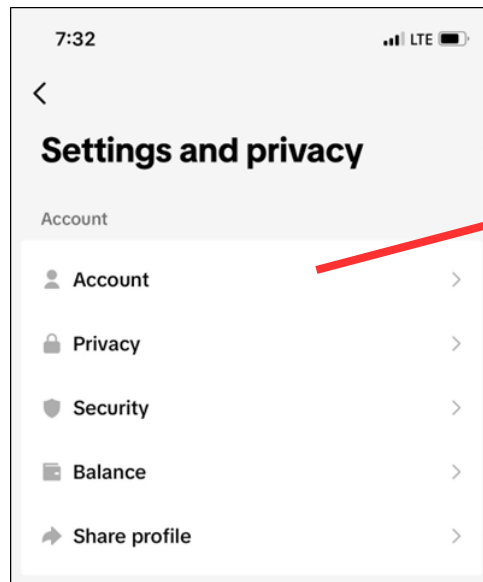 7:32
LTE
Settings and privacy
Account
Account
Privacy
Security
Balance
Share profile